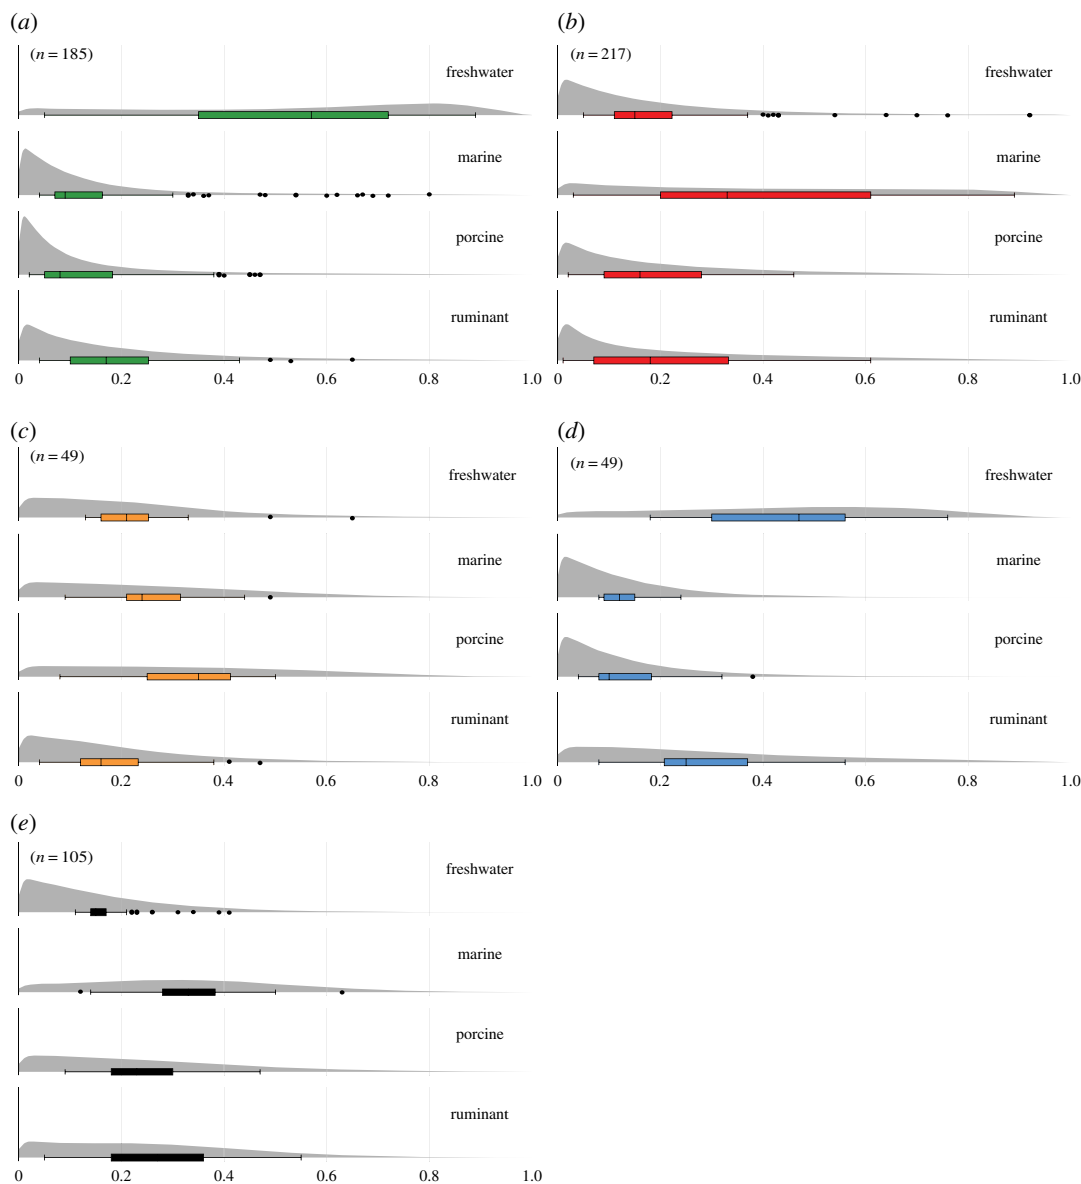 (a) (b)
(n = 185) (n = 217)
freshwater freshwater
marine marine
porcine porcine
ruminant ruminant
0 0.2 0.4 0.6 0.8 1.0 0 0.2 0.4 0.6 0.8 1.0
(c) (d)
(n = 49) (n = 49)
freshwater freshwater
marine marine
porcine porcine
ruminant ruminant
0 0.2 0.4 0.6 0.8 1.0 0 0.2 0.4 0.6 0.8 1.0
(e)
(n = 105)
freshwater
marine
porcine
ruminant
0 0.2 0.4 0.6 0.8 1.0